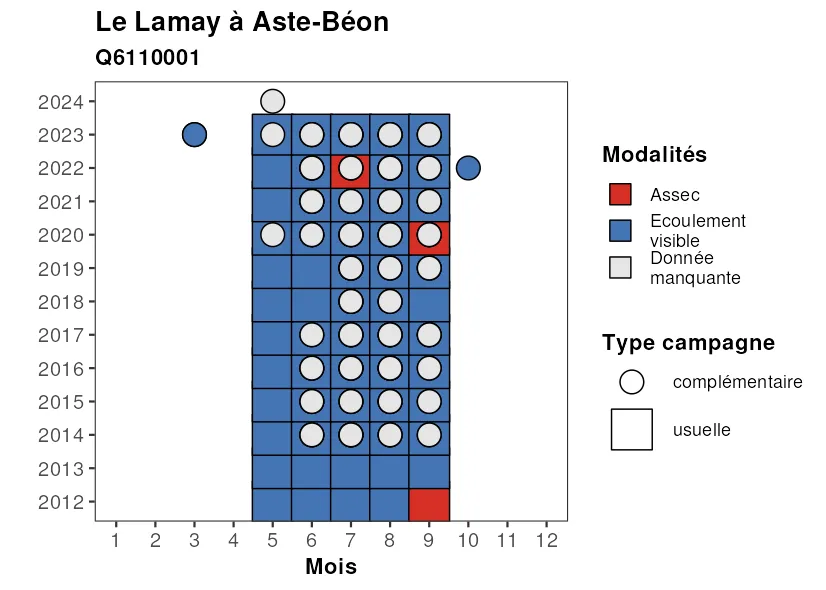 Le Lamay à Aste-Béon
Q6110001
2024
2023
2022
2021
2020
2019
2018
2017
2016
2015
2014
2013
2012
1 2 3 4 5 6 7 8 9 10 11 12
Mois
Modalités
Assec
Ecoulement
visible
Donnée
manquante
Type campagne
complémentaire
usuelle